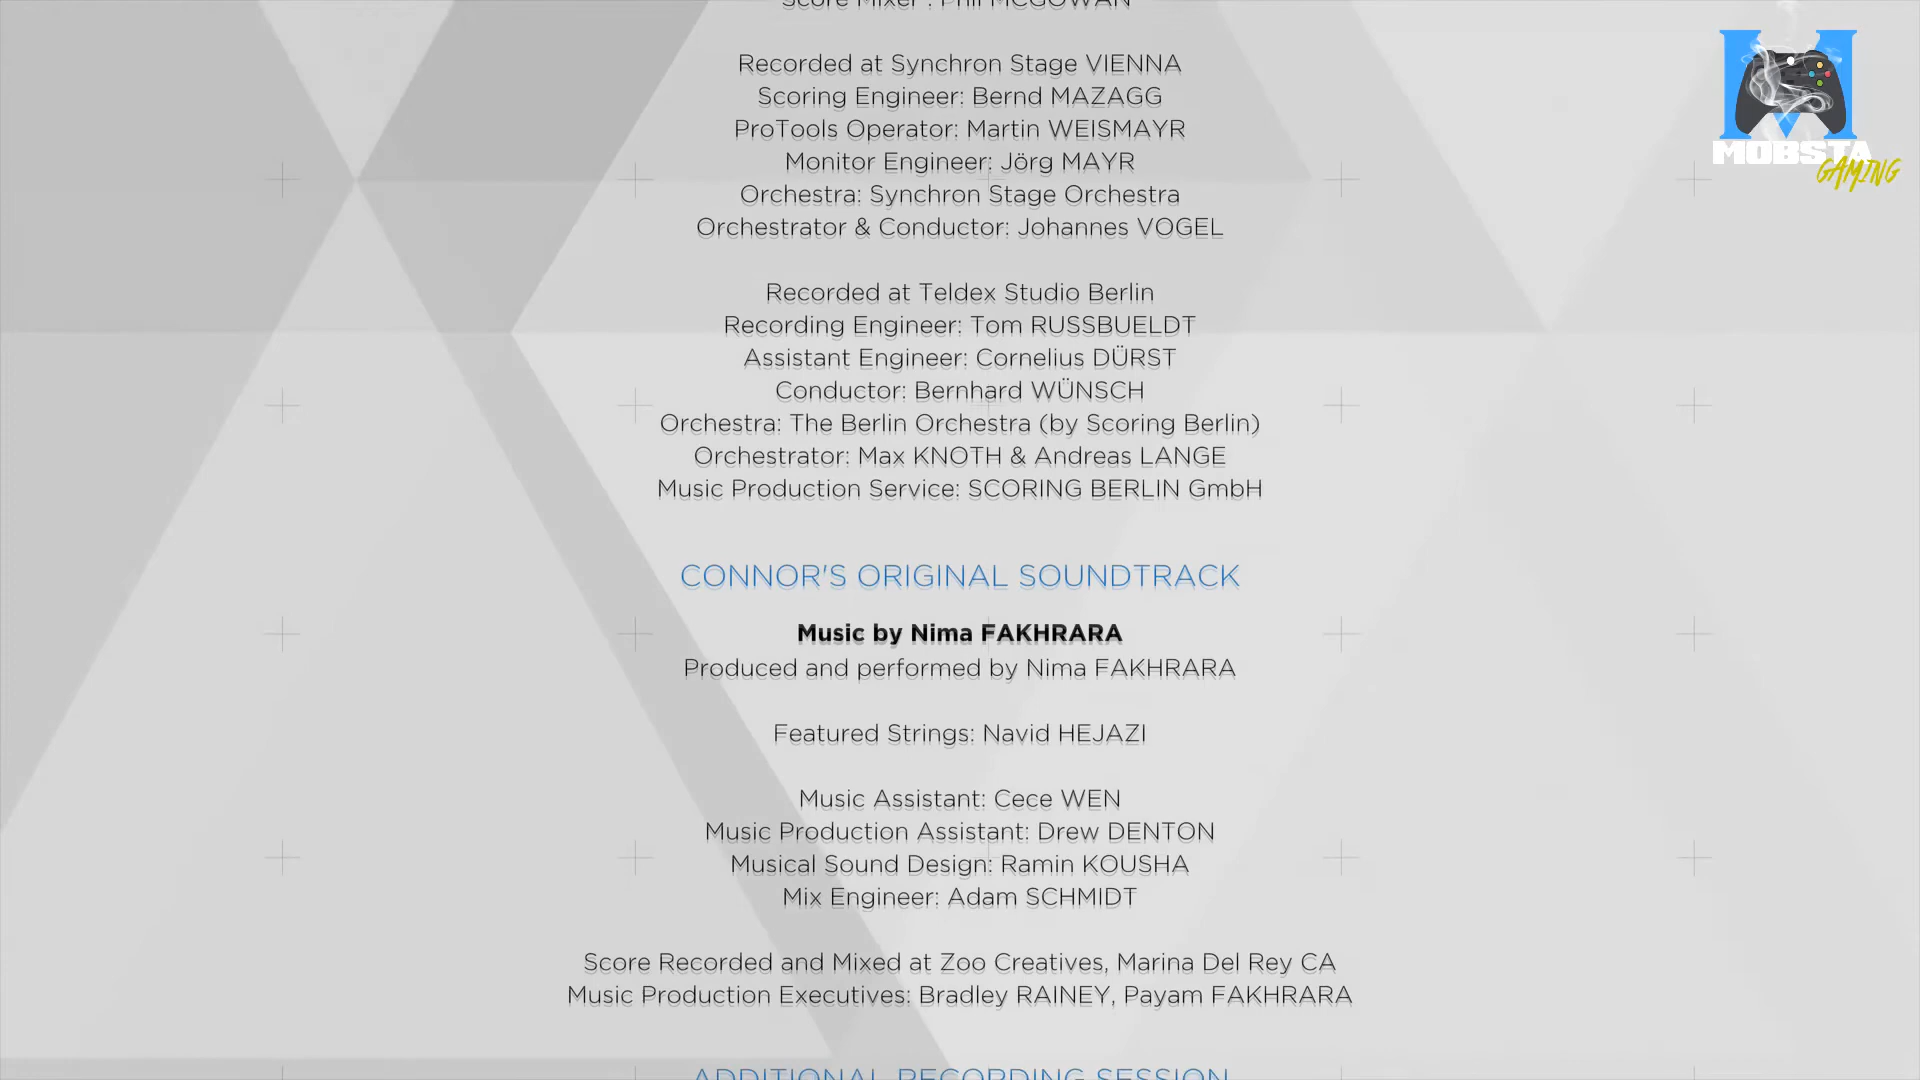 Score Mixer : Phil MCGOWAN
Recorded at Synchron Stage VIENNA
Scoring Engineer: Bernd MAZAGG
ProTools Operator: Martin WEISMAYR
Monitor Engineer: Jörg MAYR
Orchestra: Synchron Stage Orchestra
Orchestrator & Conductor: Johannes VOGEL
Recorded at Teldex Studio Berlin
Recording Engineer: Tom RUSSBUELDT
Assistant Engineer: Cornelius DÜRST
Conductor: Bernhard WÜNSCH
Orchestra: The Berlin Orchestra (by Scoring Berlin)
Orchestrator: Max KNOTH & Andreas LANGE
Music Production Service: SCORING BERLIN GmbH
CONNOR'S ORIGINAL SOUNDTRACK
Music by Nima FAKHRARA
Produced and performed by Nima FAKHRARA
Featured Strings: Navid HEJAZI
Music Assistant: Cece WEN
Music Production Assistant: Drew DENTON
Musical Sound Design: Ramin KOUSHA
Mix Engineer: Adam SCHMIDT
Score Recorded and Mixed at Zoo Creatives, Marina Del Rey CA
Music Production Executives: Bradley RAINEY, Payam FAKHRARA
ADDITIONAL RECORDING SESSION
M
MOBSTA
GAMING